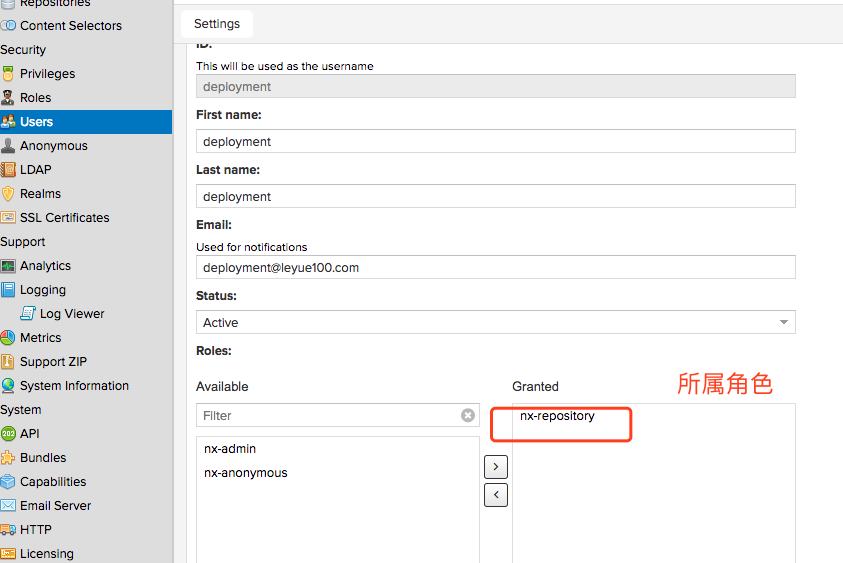 Repositories
Content Selectors
Security
Privileges
Roles
Users
Anonymous
LDAP
Realms
SSL Certificates
Support
Analytics
Logging
Log Viewer
Metrics
Support ZIP
System Information
System
API
Bundles
Capabilities
Email Server
HTTP
Licensing
Settings
ID:
This will be used as the username
deployment
First name:
deployment
Last name:
deployment
Email:
Used for notifications
deployment@leyue100.com
Status:
Active
Roles:
Available
Filter
nx-admin
nx-anonymous
>
<
Granted
所属角色
nx-repository